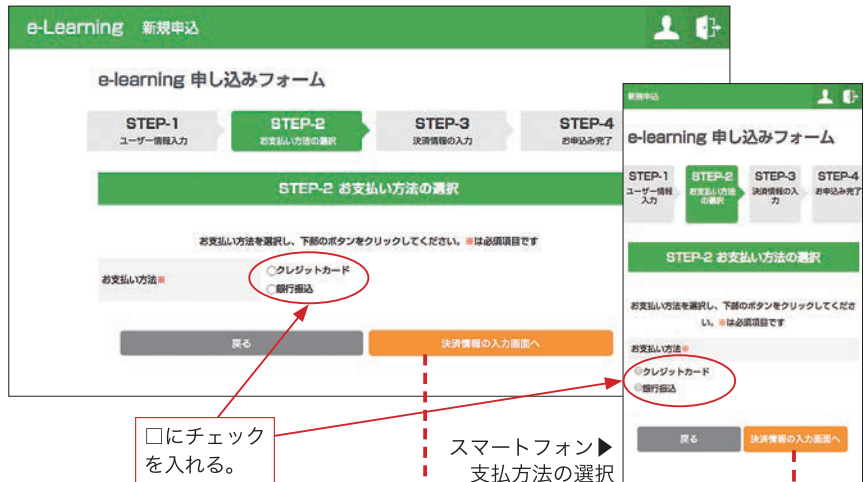 e-Learning 新規申込
e-learning 申し込みフォーム
STEP-1
ユーザー情報入力
STEP-2
お支払い方法の選択
STEP-3
決済情報の入力
STEP-4
お申込み完了
STEP-2 お支払い方法の選択
お支払い方法を選択し、下部のボタンをクリックしてください。※は必須項目です
お支払い方法※
クレジットカード
銀行振込
戻る
決済情報の入力画面へ
□にチェック
を入れる。
スマートフォン▶
支払方法の選択
新規申込
e-learning 申し込みフォーム
STEP-1
ユーザー情報
入力
STEP-2
お支払い方法
の選択
STEP-3
決済情報の入
力
STEP-4
お申込み完了
STEP-2 お支払い方法の選択
お支払い方法を選択し、下部のボタンをクリックしてくださ
い。※は必須項目です
お支払い方法※
クレジットカード
銀行振込
戻る
決済情報の入力画面へ